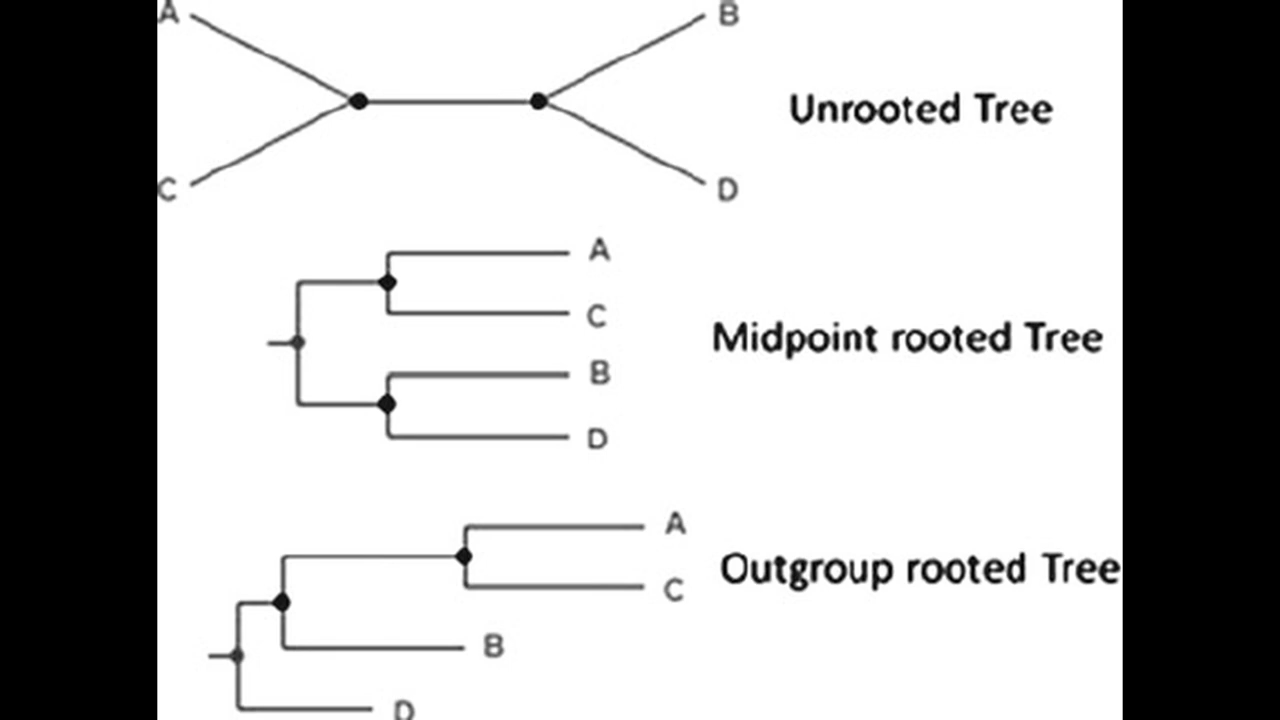 A
B
Unrooted Tree
C
D
A
C
Midpoint rooted Tree
B
D
A
Outgroup rooted Tree
C
B
D